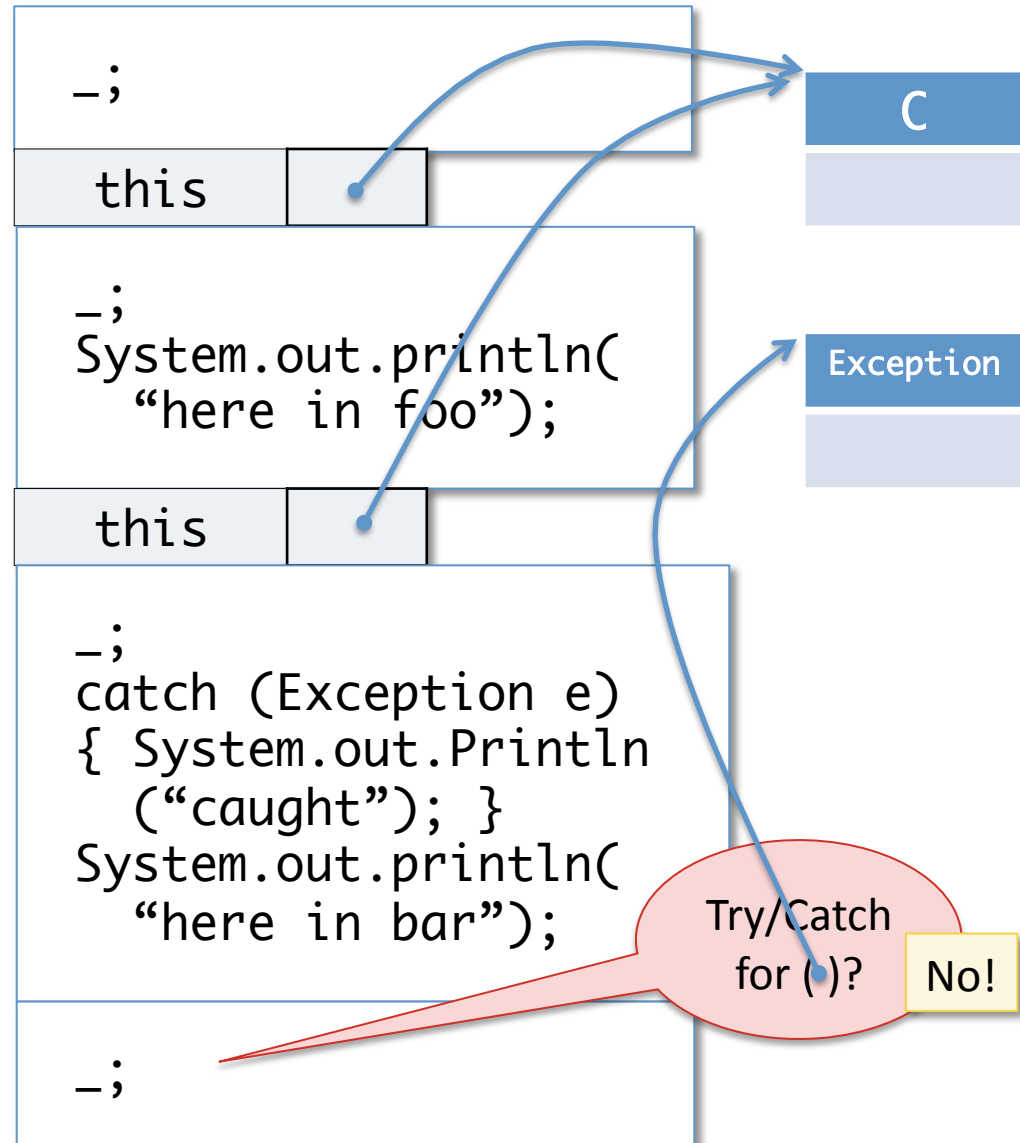 _;
this
C
_;
System.out.println(
“here in foo”);
Exception
this
_;
catch (Exception e)
{ System.out.Println
(“caught”); }
System.out.println(
“here in bar”);
Try/Catch
for ( )?
No!
_;